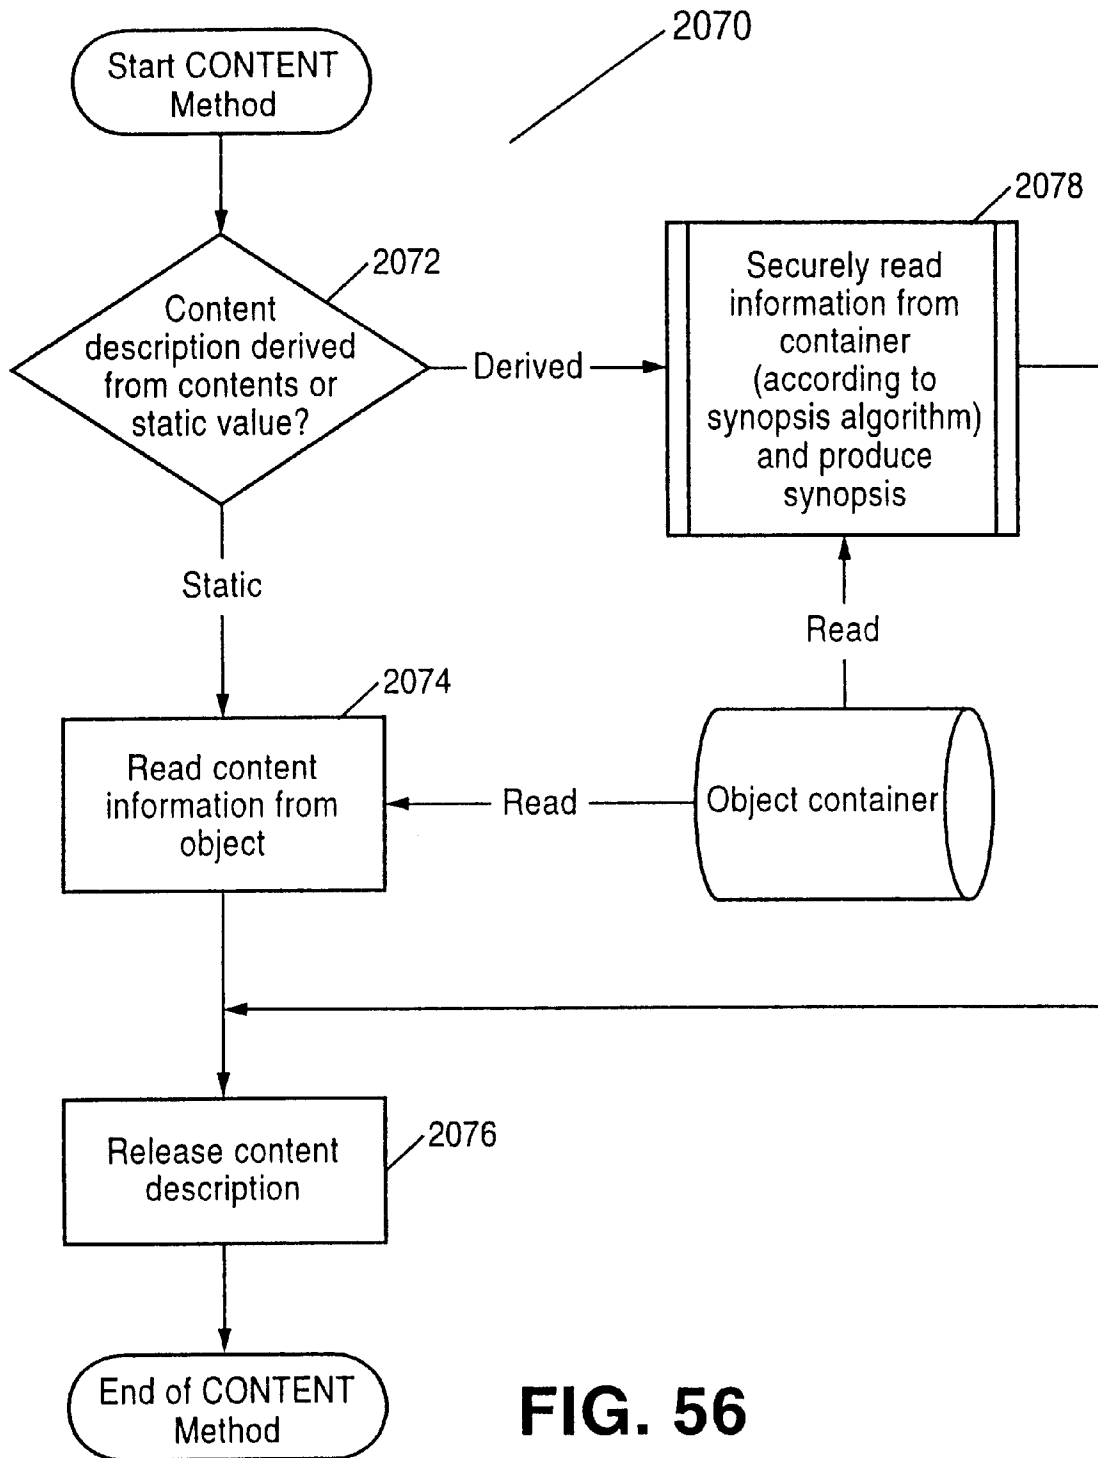 2070
Start CONTENT
Method
2078
2072
Content
description derived
from contents or
static value?
Derived
Securely read
information from
container
(according to
synopsis algorithm)
and produce
synopsis
Static
Read
2074
Read content
information from
object
Read
Object container
Release content
description
2076
End of CONTENT
Method
FIG. 56